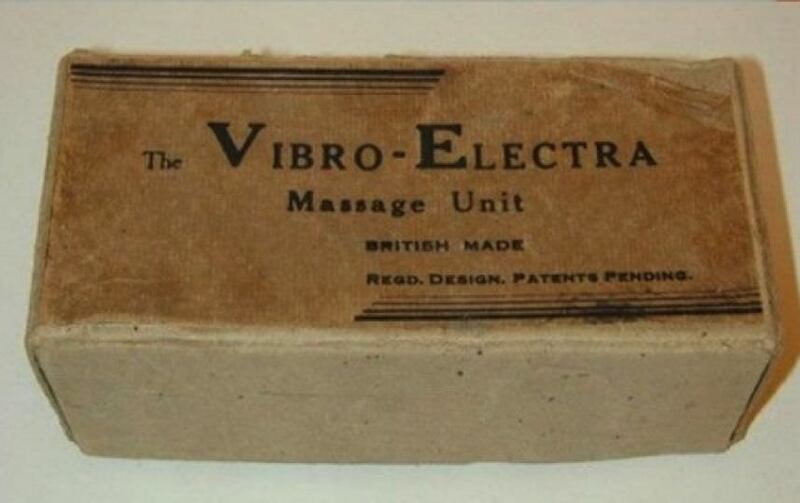 The VIBRO-ELECTRA
Massage Unit
BRITISH MADE
REGD. DESIGN. PATENTS PENDING.